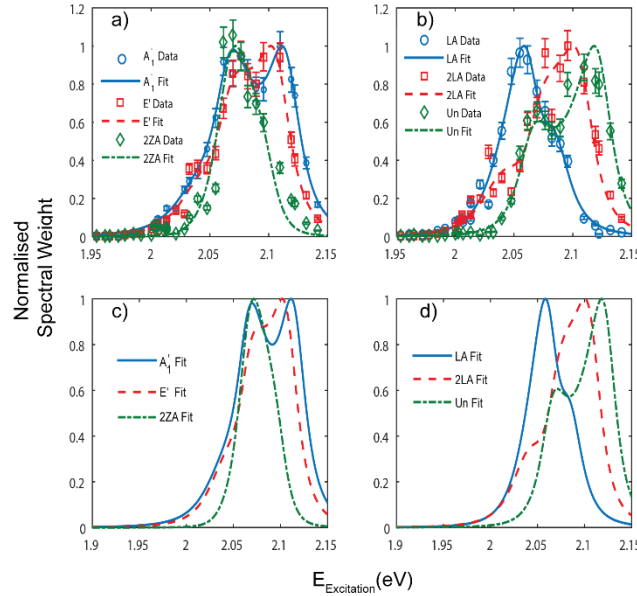 Normalised
Spectral Weight
a)
A'1 Data
A'1 Fit
E' Data
E' Fit
2ZA Data
2ZA Fit
1.2
1
0.8
0.6
0.4
0.2
0
1.95 2 2.05 2.1 2.15
b)
LA Data
LA Fit
2LA Data
2LA Fit
Un Data
Un Fit
1.2
1
0.8
0.6
0.4
0.2
0
1.95 2 2.05 2.1 2.15
c)
A'1 Fit
E' Fit
2ZA Fit
1
0.8
0.6
0.4
0.2
0
1.9 1.95 2 2.05 2.1 2.15
d)
LA Fit
2LA Fit
Un Fit
1
0.8
0.6
0.4
0.2
0
1.9 1.95 2 2.05 2.1 2.15
EExcitation(eV)